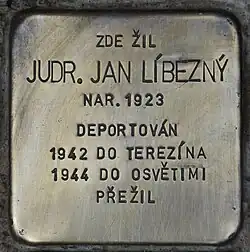 ZDE ŽIL
JUDR. JAN LÍBEZNÝ
NAR. 1923
DEPORTOVÁN
1942 DO TEREZÍNA
1944 DO OSVĚTIMI
PŘEŽIL